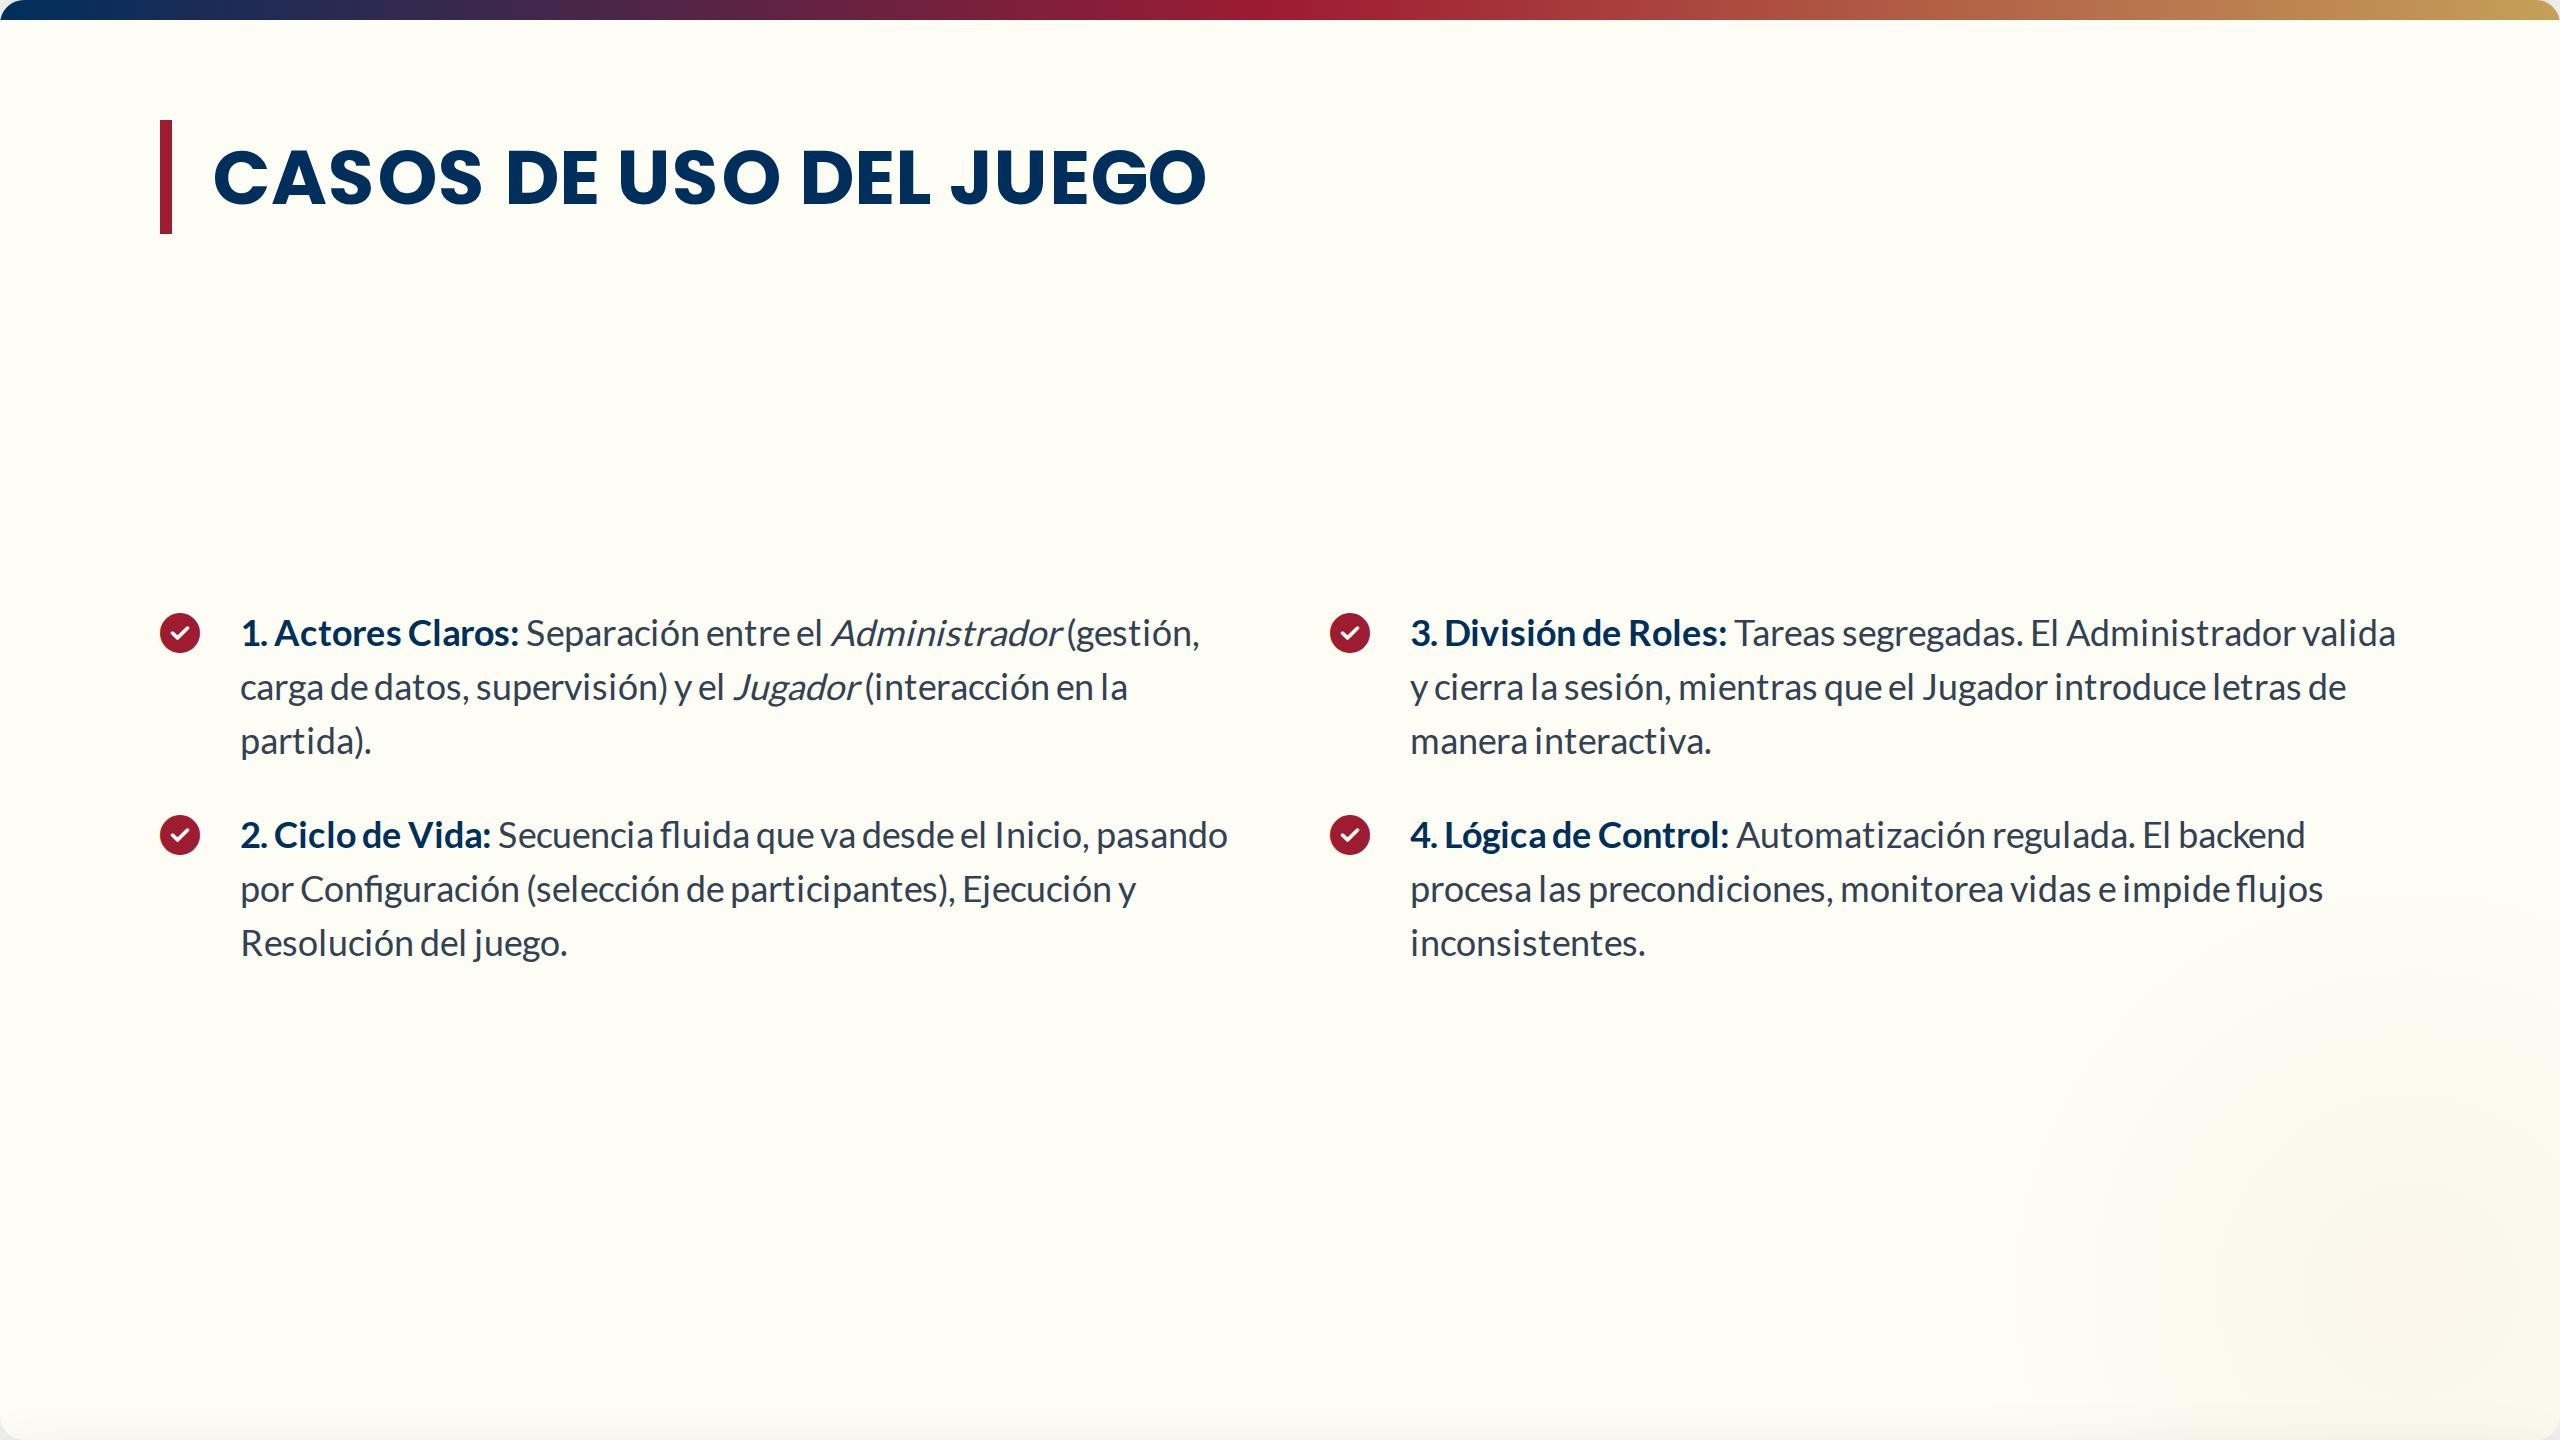 CASOS DE USO DEL JUEGO
1. Actores Claros: Separación entre el Administrador (gestión,
carga de datos, supervisión) y el Jugador (interacción en la
partida).
2. Ciclo de Vida: Secuencia fluida que va desde el Inicio, pasando
por Configuración (selección de participantes), Ejecución y
Resolución del juego.
3. División de Roles: Tareas segregadas. El Administrador valida
y cierra la sesión, mientras que el Jugador introduce letras de
manera interactiva.
4. Lógica de Control: Automatización regulada. El backend
procesa las precondiciones, monitorea vidas e impide flujos
inconsistentes.